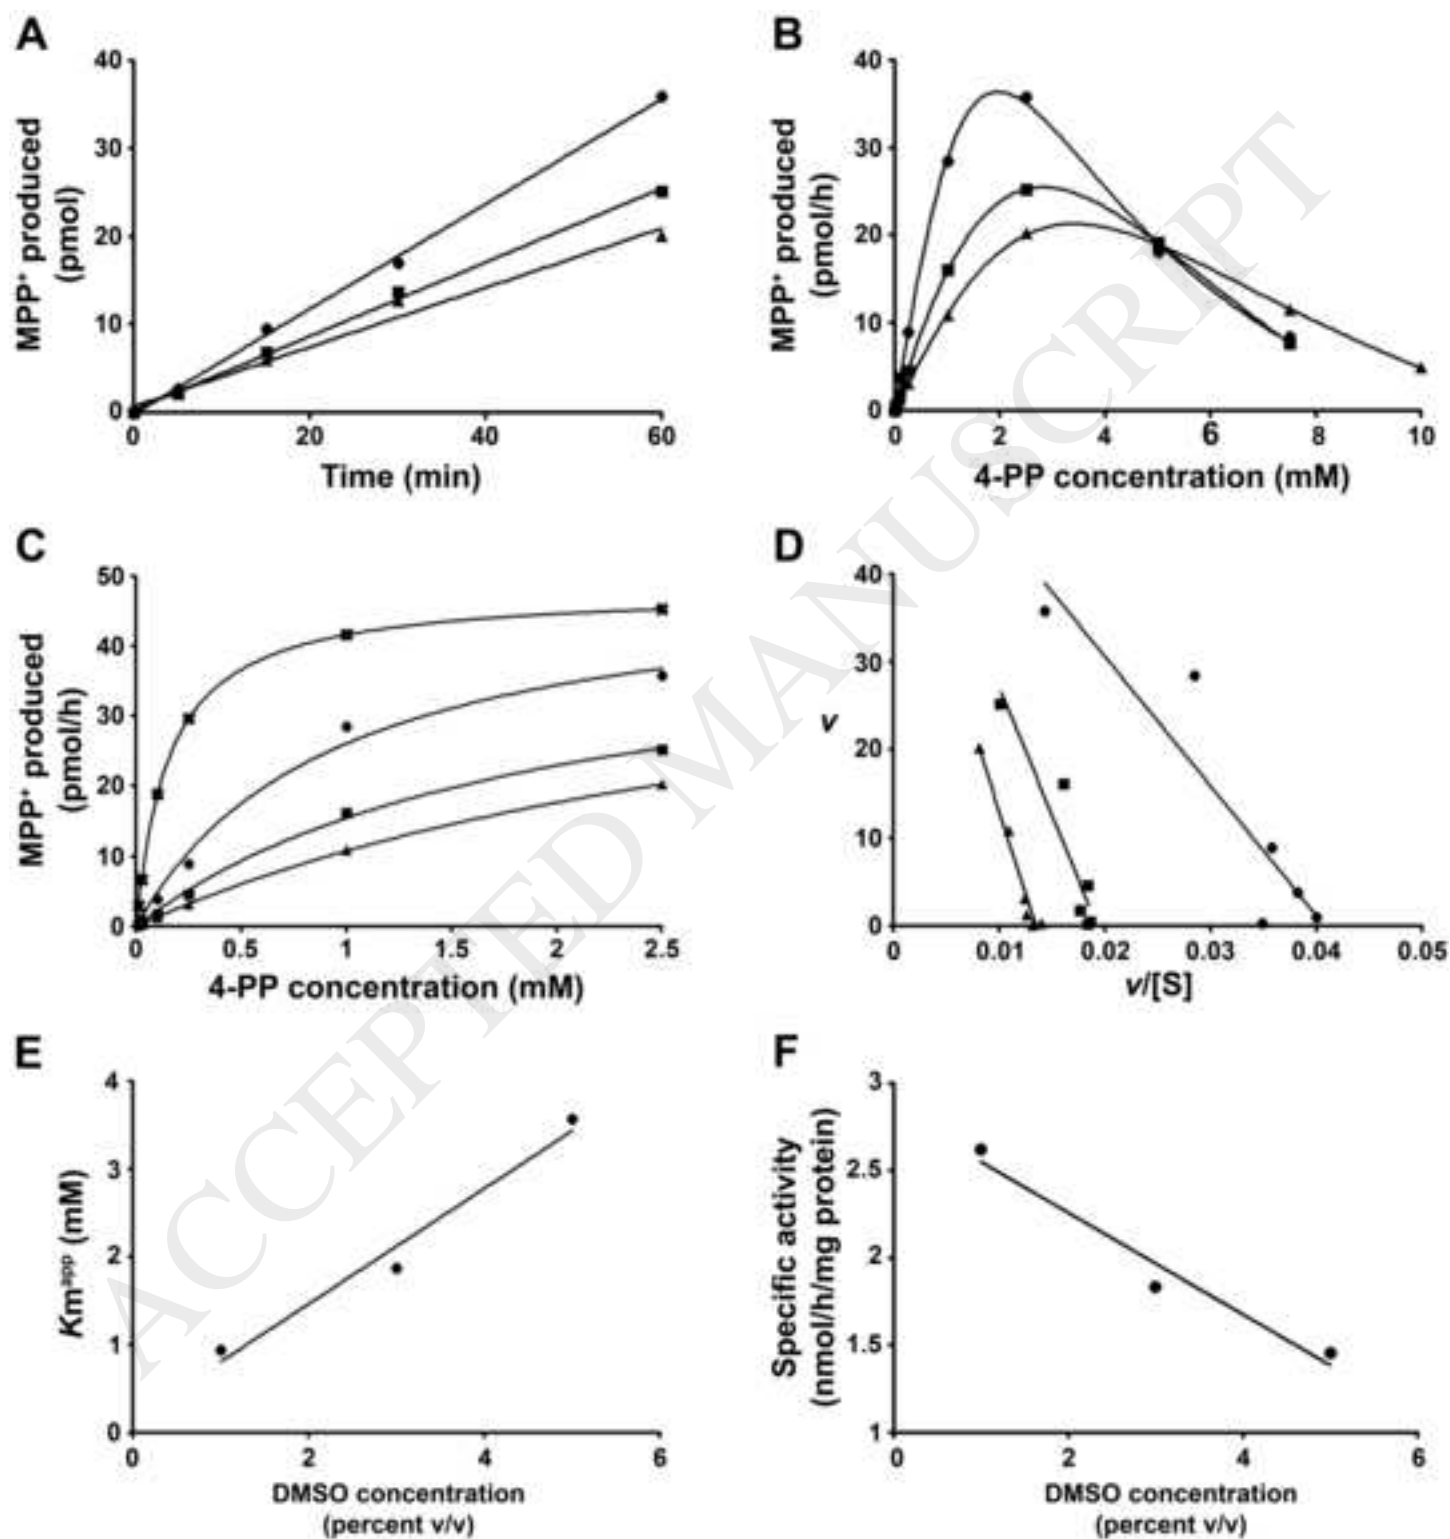 A
MPP⁺ produced
(pmol)
40
30
20
10
0
0 20 40 60
Time (min)
B
MPP⁺ produced
(pmol/h)
40
30
20
10
0
0 2 4 6 8 10
4-PP concentration (mM)
C
MPP⁺ produced
(pmol/h)
50
40
30
20
10
0
0 0.5 1 1.5 2 2.5
4-PP concentration (mM)
D
v
40
30
20
10
0
0 0.01 0.02 0.03 0.04 0.05
v/[S]
E
Kmᵃᵖᵖ (mM)
4
3
2
1
0
0 2 4 6
DMSO concentration
(percent v/v)
F
Specific activity
(nmol/h/mg protein)
3
2.5
2
1.5
1
0 2 4 6
DMSO concentration
(percent v/v)
ACCEPTED MANUSCRIPT